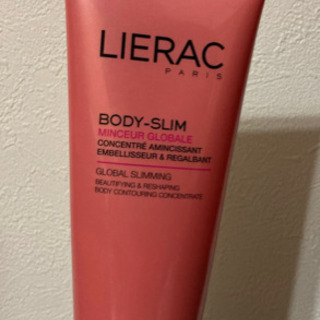 LIERAC
PARIS
BODY-SLIM
MINCEUR GLOBALE
CONCENTRÉ AMINCISSANT
EMBELLISSEUR & REGALBANT
GLOBAL SLIMMING
BEAUTIFYING & RESHAPING
BODY CONTOURING CONCENTRATE